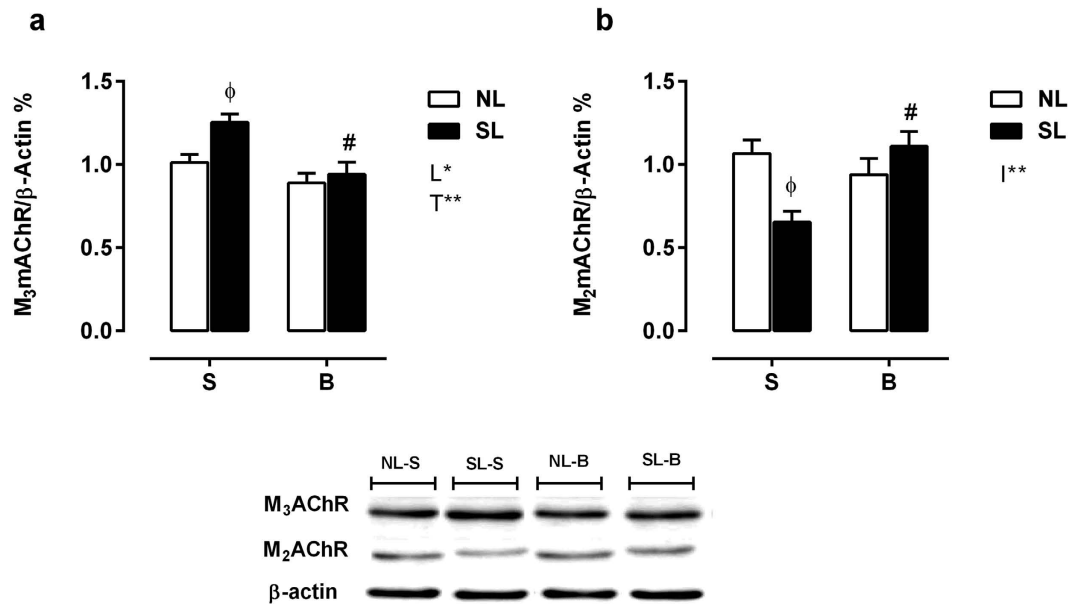 a
M₃mAChR/β-Actin %
1.5
1.0
0.5
0.0
ϕ
#
S
B
NL
SL
L*
T**
b
M₂mAChR/β-Actin %
1.5
1.0
0.5
0.0
ϕ
#
S
B
NL
SL
I**
NL-S SL-S NL-B SL-B
M₃AChR
M₂AChR
β-actin